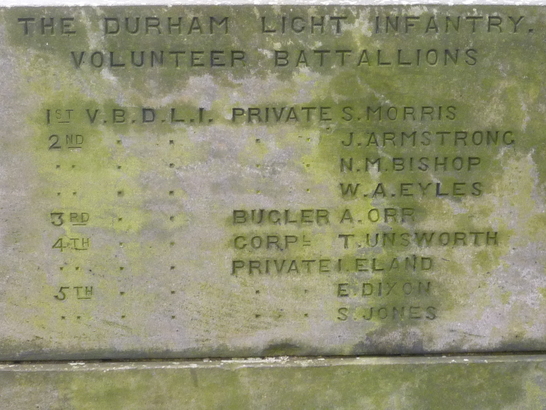 THE DURHAM LIGHT INFANTRY.
VOLUNTEER BATTALLIONS
1ST V.B.D.L.I. PRIVATE S. MORRIS
2ND . . . J. ARMSTRONG
.. . . N.M. BISHOP
.. . . W.A. EYLES
3RD . . BUGLER A. ORR
4TH . . CORPL T. UNSWORTH
.. . . PRIVATE I. ELAND
5TH . . . . E. DIXON
.. . . . . S. JONES